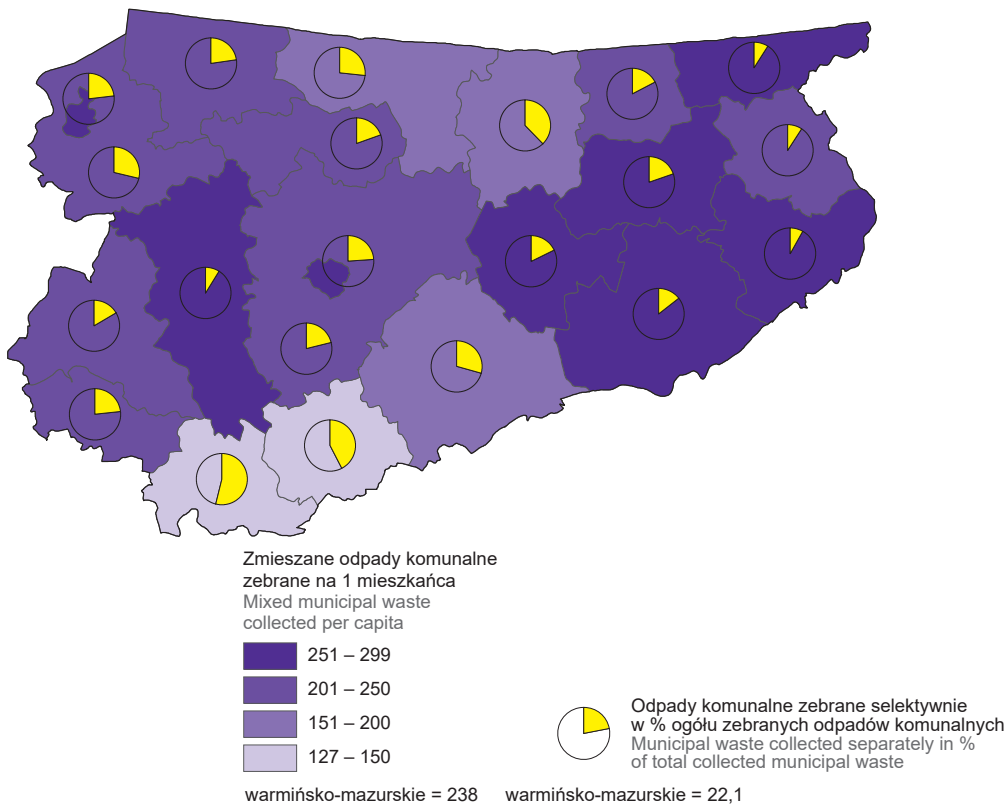 Zmieszane odpady komunalne
zebrane na 1 mieszkańca
Mixed municipal waste
collected per capita
251 – 299
201 – 250
151 – 200
127 – 150
warmińsko-mazurskie = 238
Odpady komunalne zebrane selektywnie
w % ogółu zebranych odpadów komunalnych
Municipal waste collected separately in %
of total collected municipal waste
warmińsko-mazurskie = 22,1